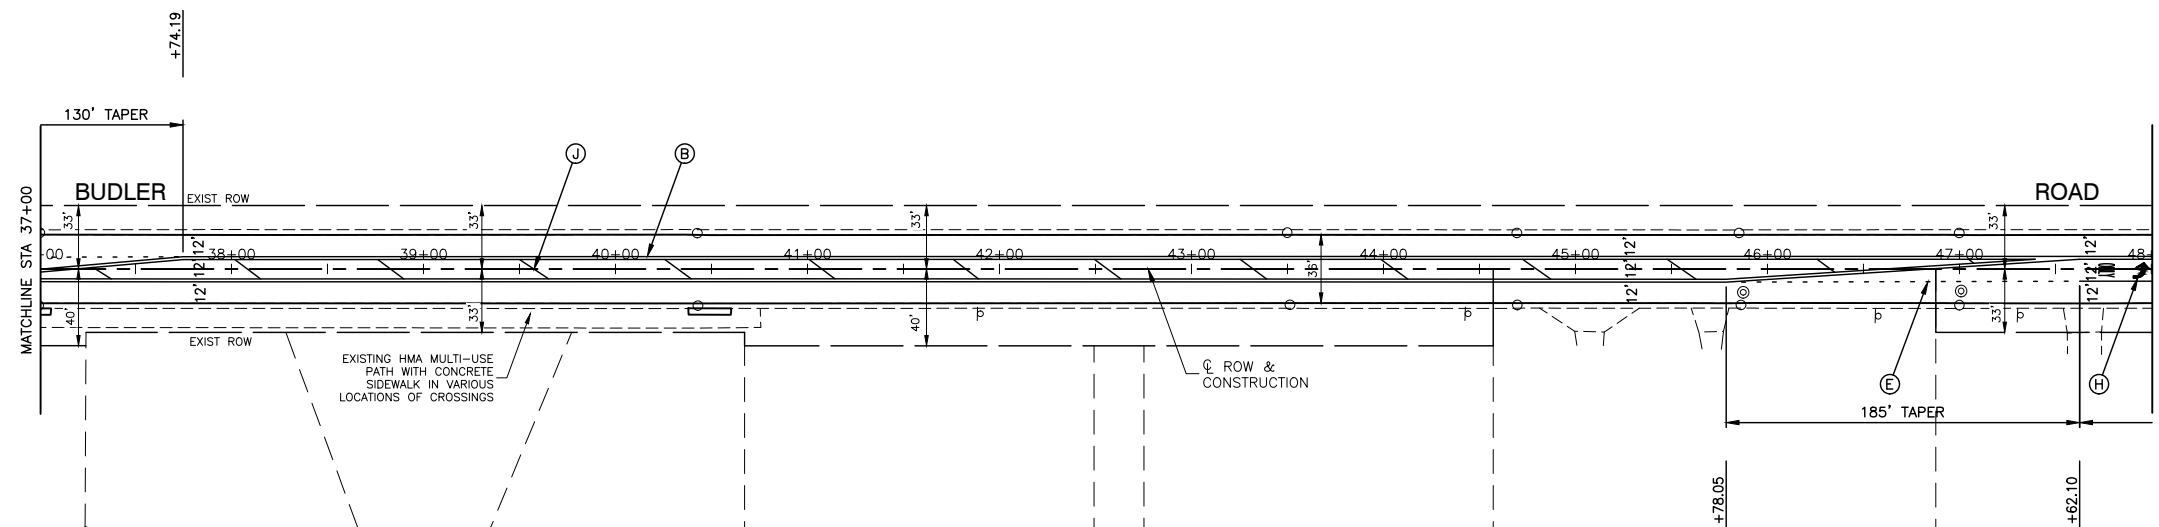 +74.19
130' TAPER
J
B
MATCHLINE STA 37+00
BUDLER
EXIST ROW
ROAD
33'
33'
33'
33'
00
38+00
39+00
40+00
41+00
42+00
43+00
44+00
45+00
46+00
47+00
48+
12'
12'
12'
36'
12'
12'
12'
12'
12'
12'
40'
33'
40'
33'
EXIST ROW
EXISTING HMA MULTI-USE
PATH WITH CONCRETE
SIDEWALK IN VARIOUS
LOCATIONS OF CROSSINGS
℄ ROW &
CONSTRUCTION
E
H
185' TAPER
+78.05
+62.10